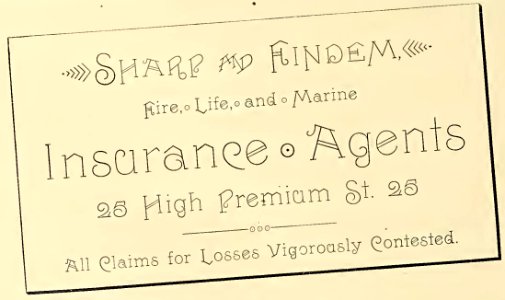 Sharp and Findem,
Fire, Life, and Marine
Insurance Agents
25 High Premium St. 25
All Claims for Losses Vigorously Contested.